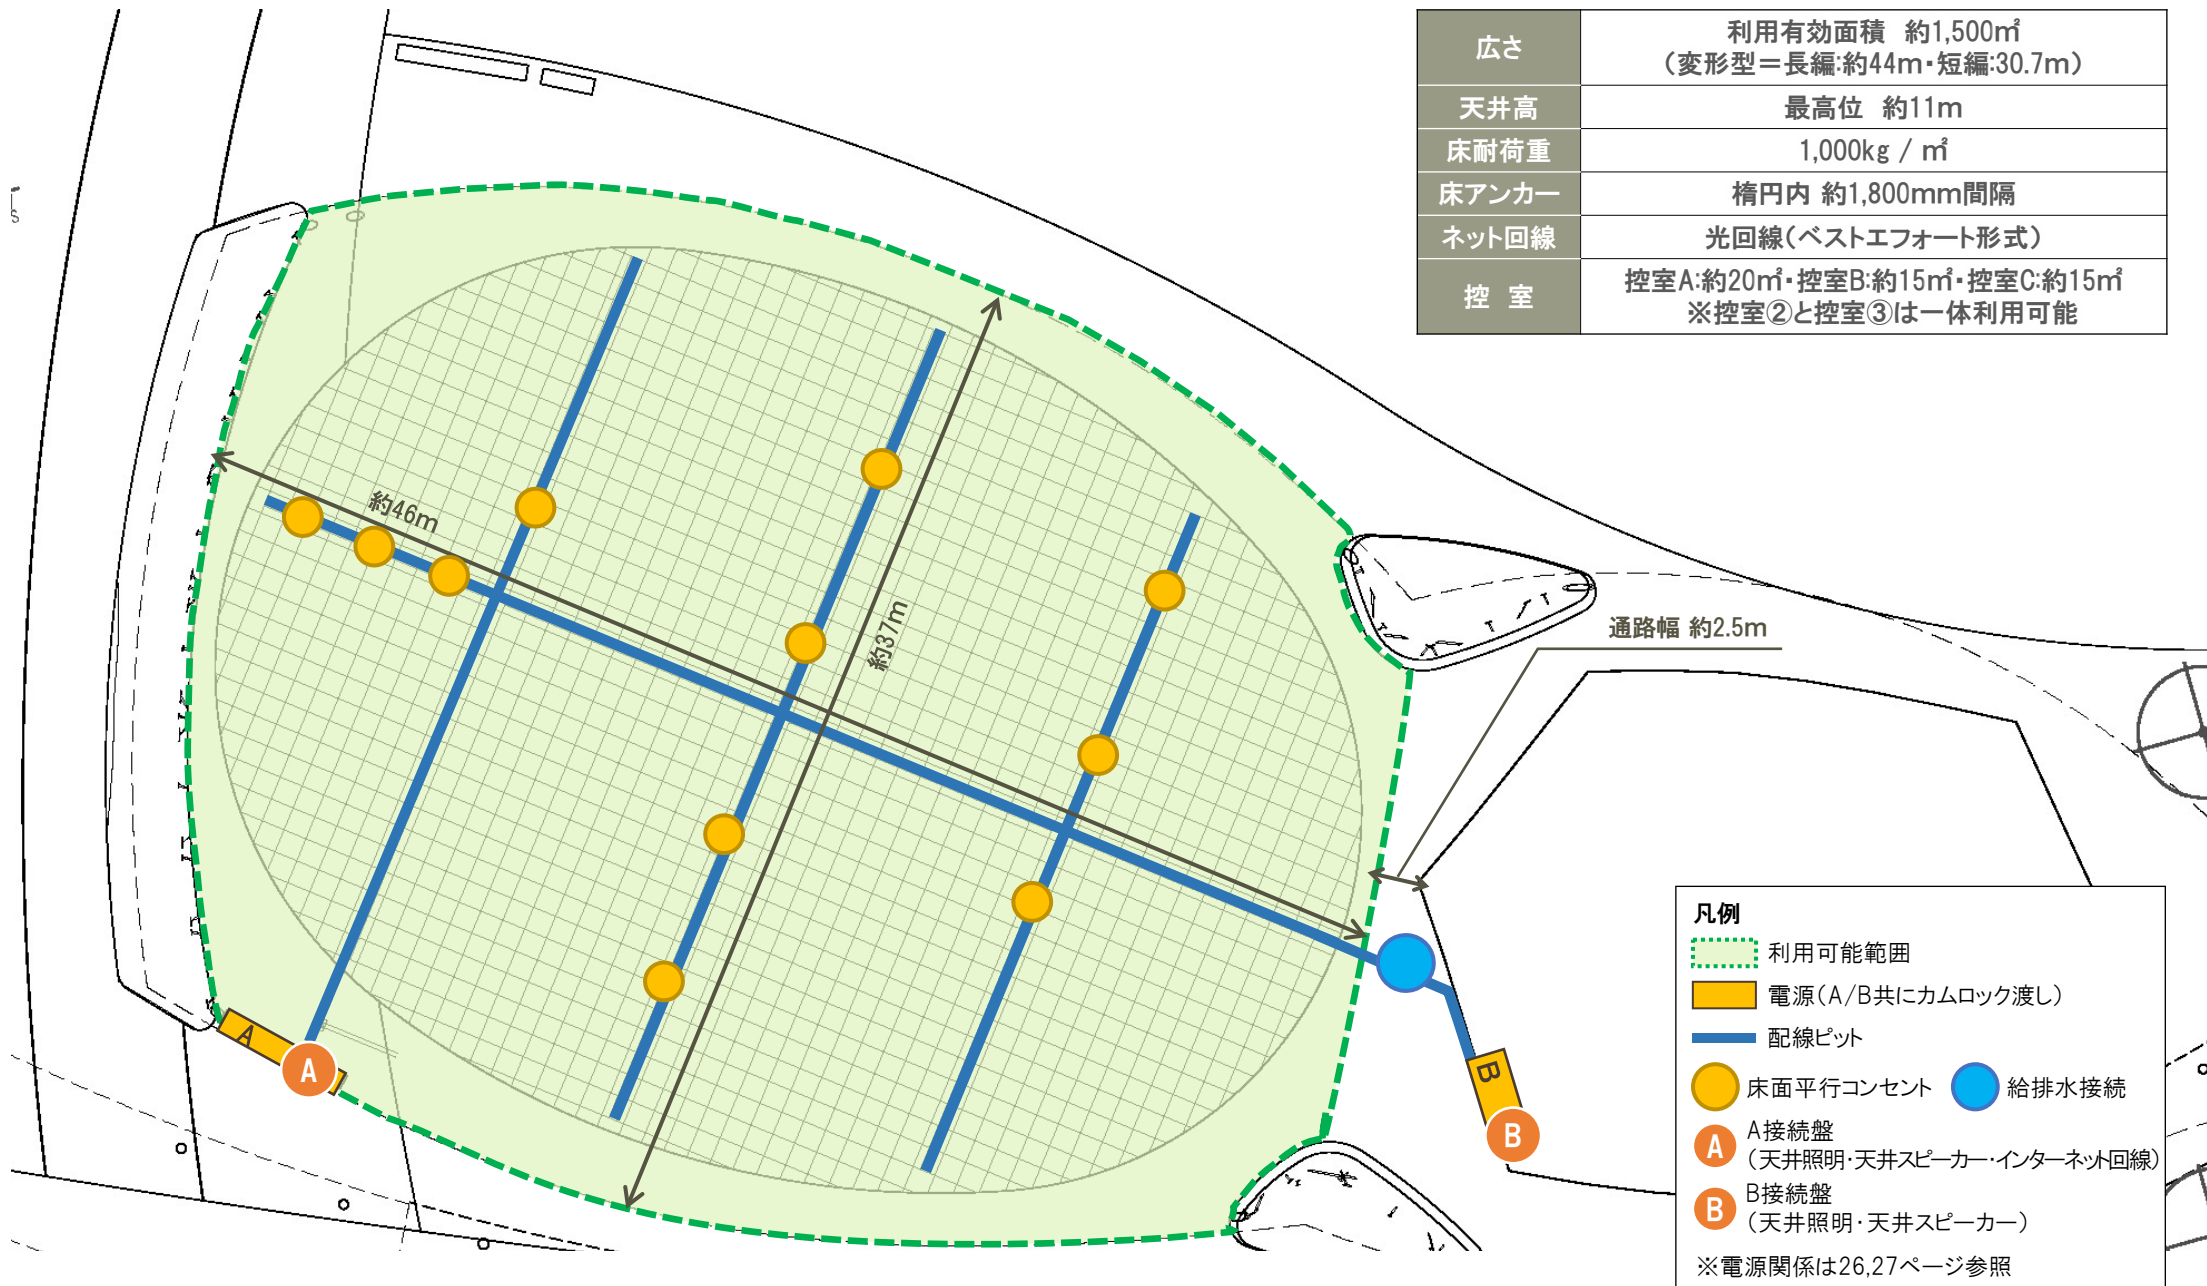 広さ
利用有効面積 約1,500㎡
（変形型＝長編:約44m・短編:30.7m）
天井高
最高位 約11m
床耐荷重
1,000kg / ㎡
床アンカー
楕円内 約1,800mm間隔
ネット回線
光回線（ベストエフォート形式）
控 室
控室A:約20㎡・控室B:約15㎡・控室C:約15㎡
※控室②と控室③は一体利用可能
約46m
約37m
通路幅 約2.5m
A
A
B
B
凡例
利用可能範囲
電源（A/B共にカムロック渡し）
配線ピット
床面平行コンセント
給排水接続
A
A接続盤
（天井照明・天井スピーカー・インターネット回線）
B
B接続盤
（天井照明・天井スピーカー）
※電源関係は26,27ページ参照